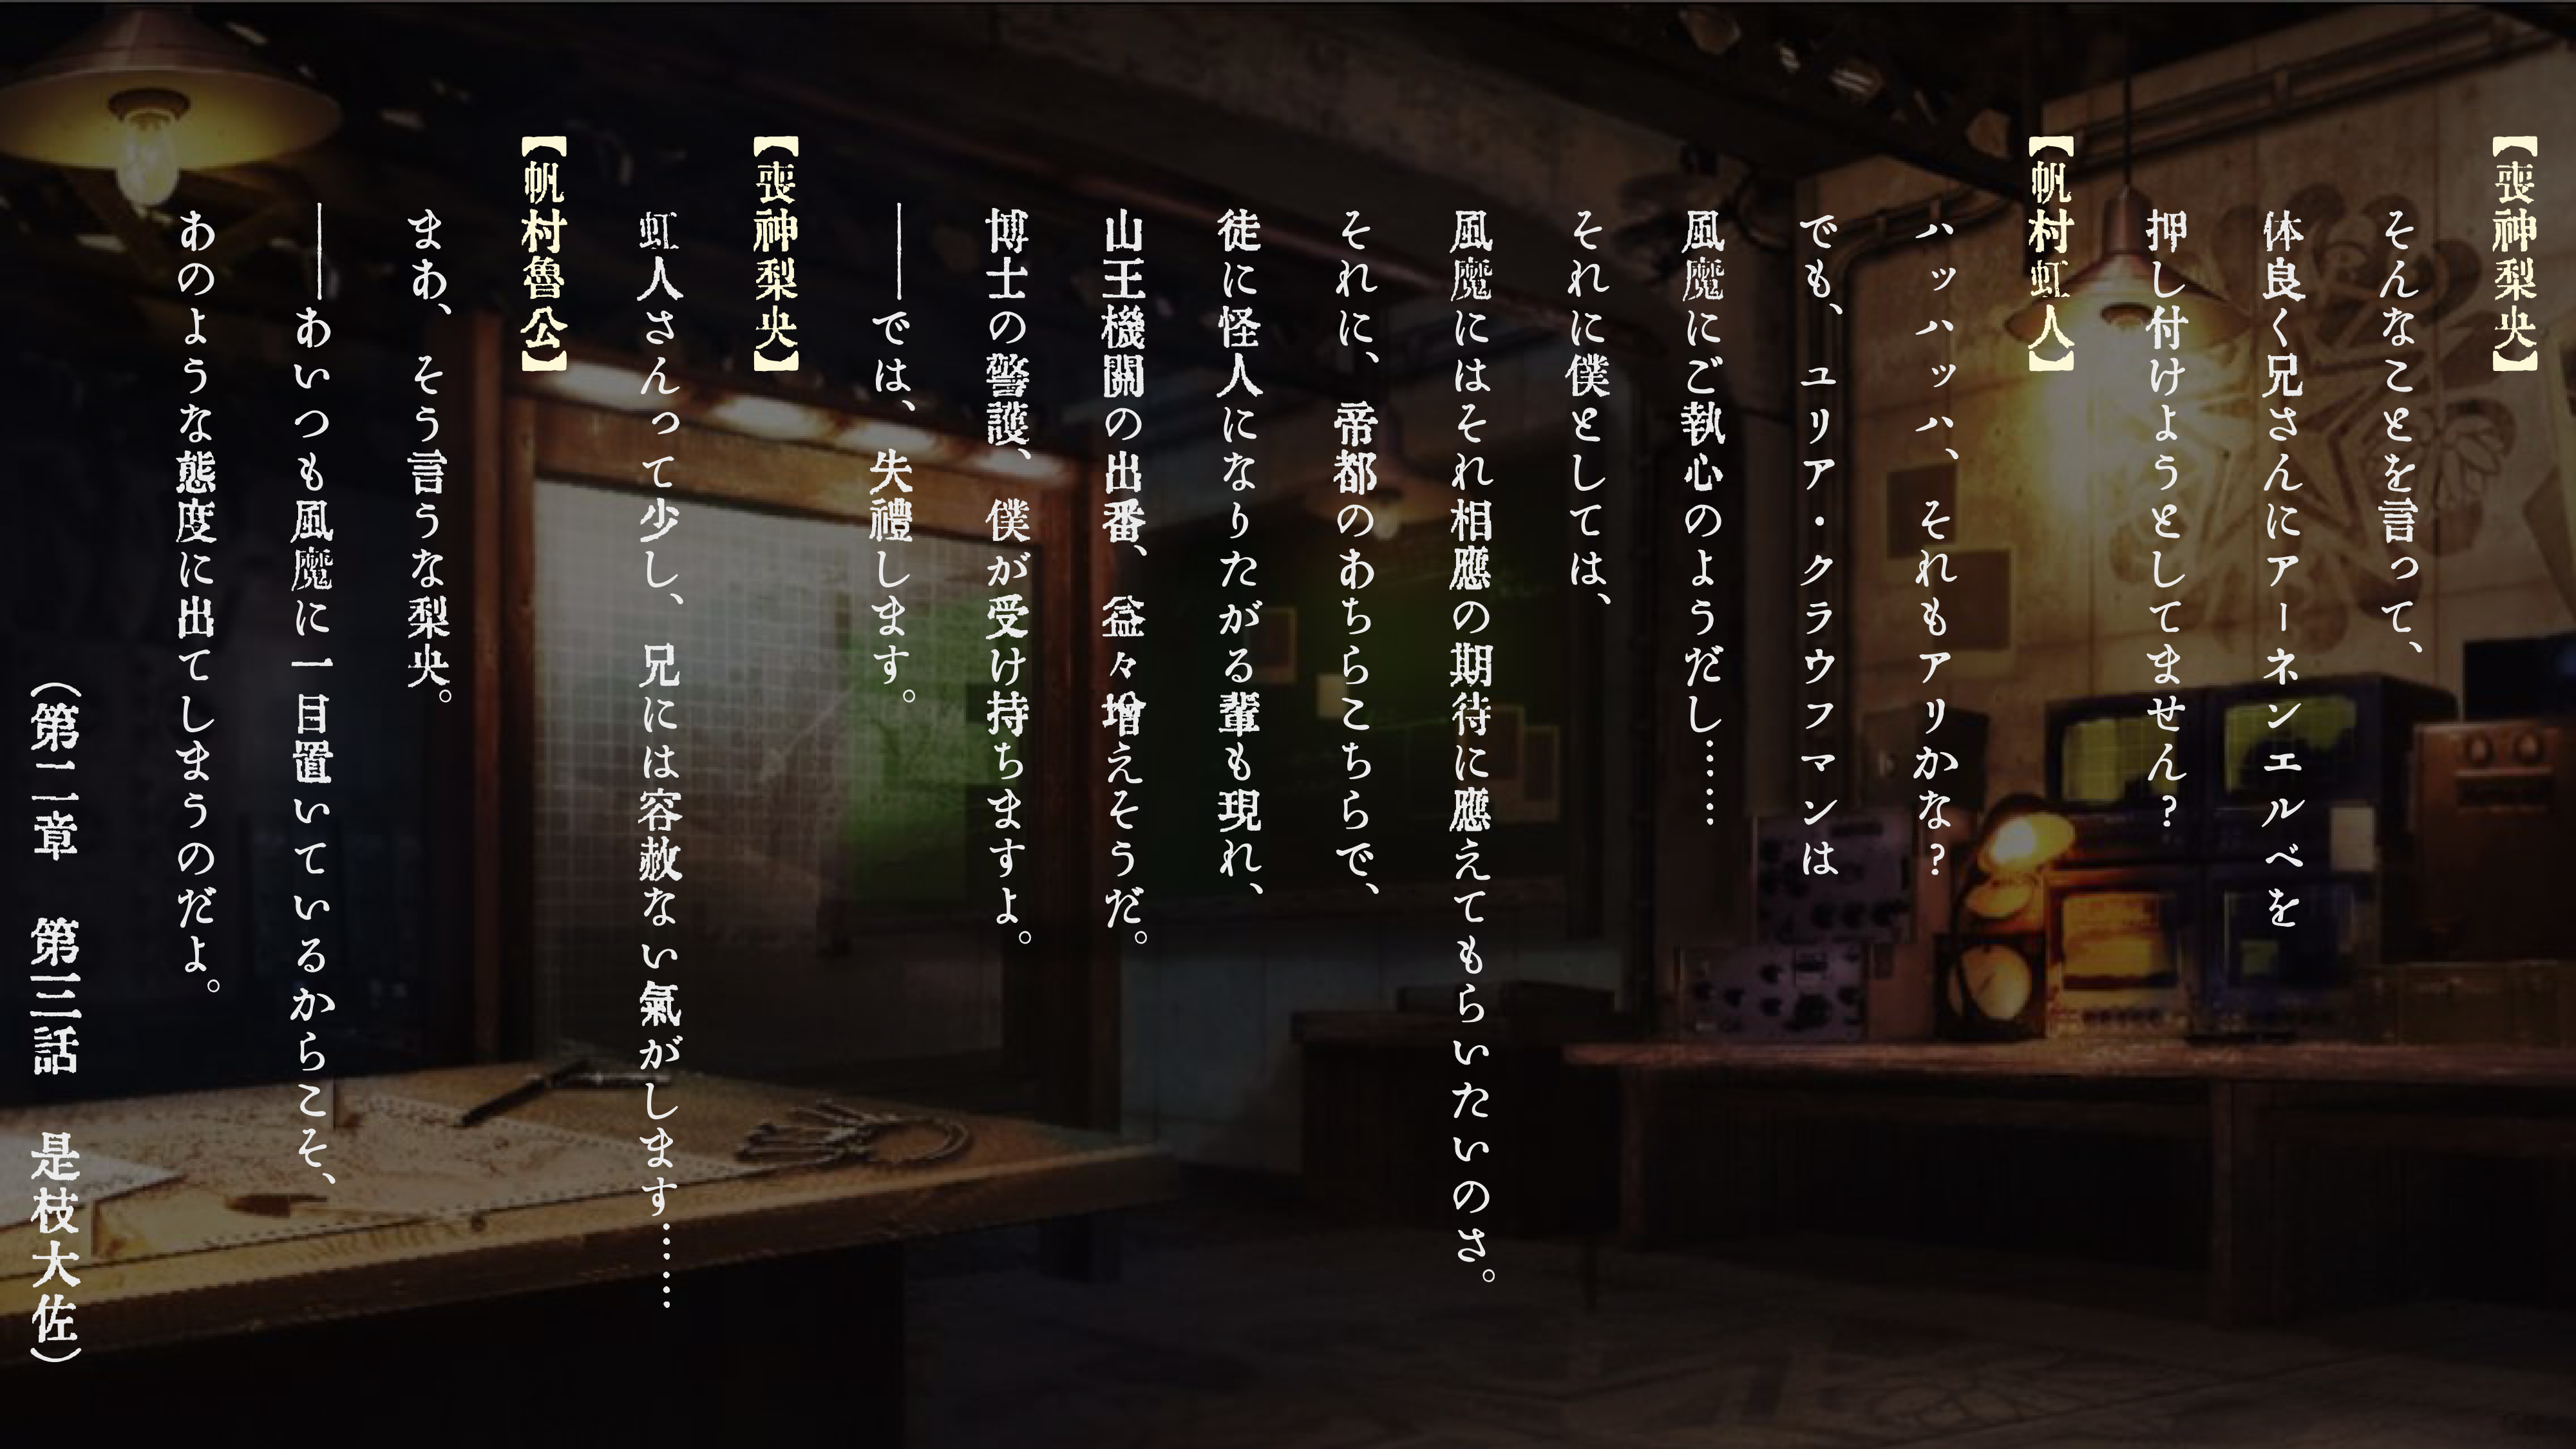 【喪神梨央】
そんなことを言って、
体良く兄さんにアーネンエルベを
押し付けようとしてません？
【帆村虹人】
ハッハッハ、それもアリかな？
でも、ユリア・クラウフマンは
風魔にご執心のようだし……
それに僕としては、
風魔にはそれ相應の期待に應えてもらいたいのさ。
それに、帝都のあちらこちらで、
徒に怪人になりたがる輩も現れ、
山王機關の出番、益々増えそうだ。
博士の警護、僕が受け持ちますよ。
――では、失禮します。
【喪神梨央】
虹人さんって少し、兄には容赦ない氣がします……
【帆村魯公】
まあ、そう言うな梨央。
――あいつも風魔に一目置いているからこそ、
あのような態度に出てしまうのだよ。
（第二章　第三話　是枝大佐）